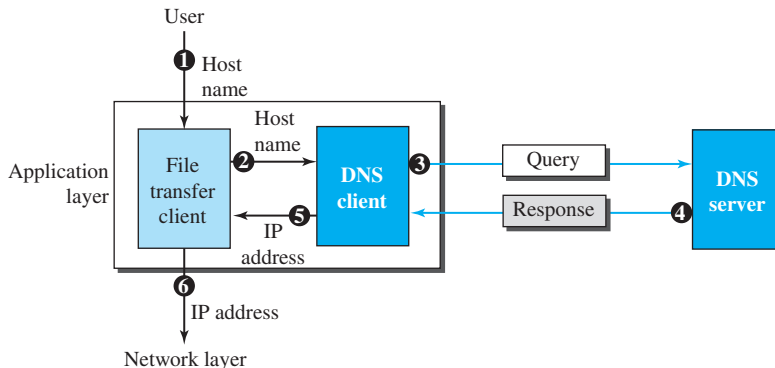 User
1
Host
name
Application
layer
File
transfer
client
2
Host
name
DNS
client
3
Query
DNS
server
5
IP
address
Response
4
6
IP address
Network layer